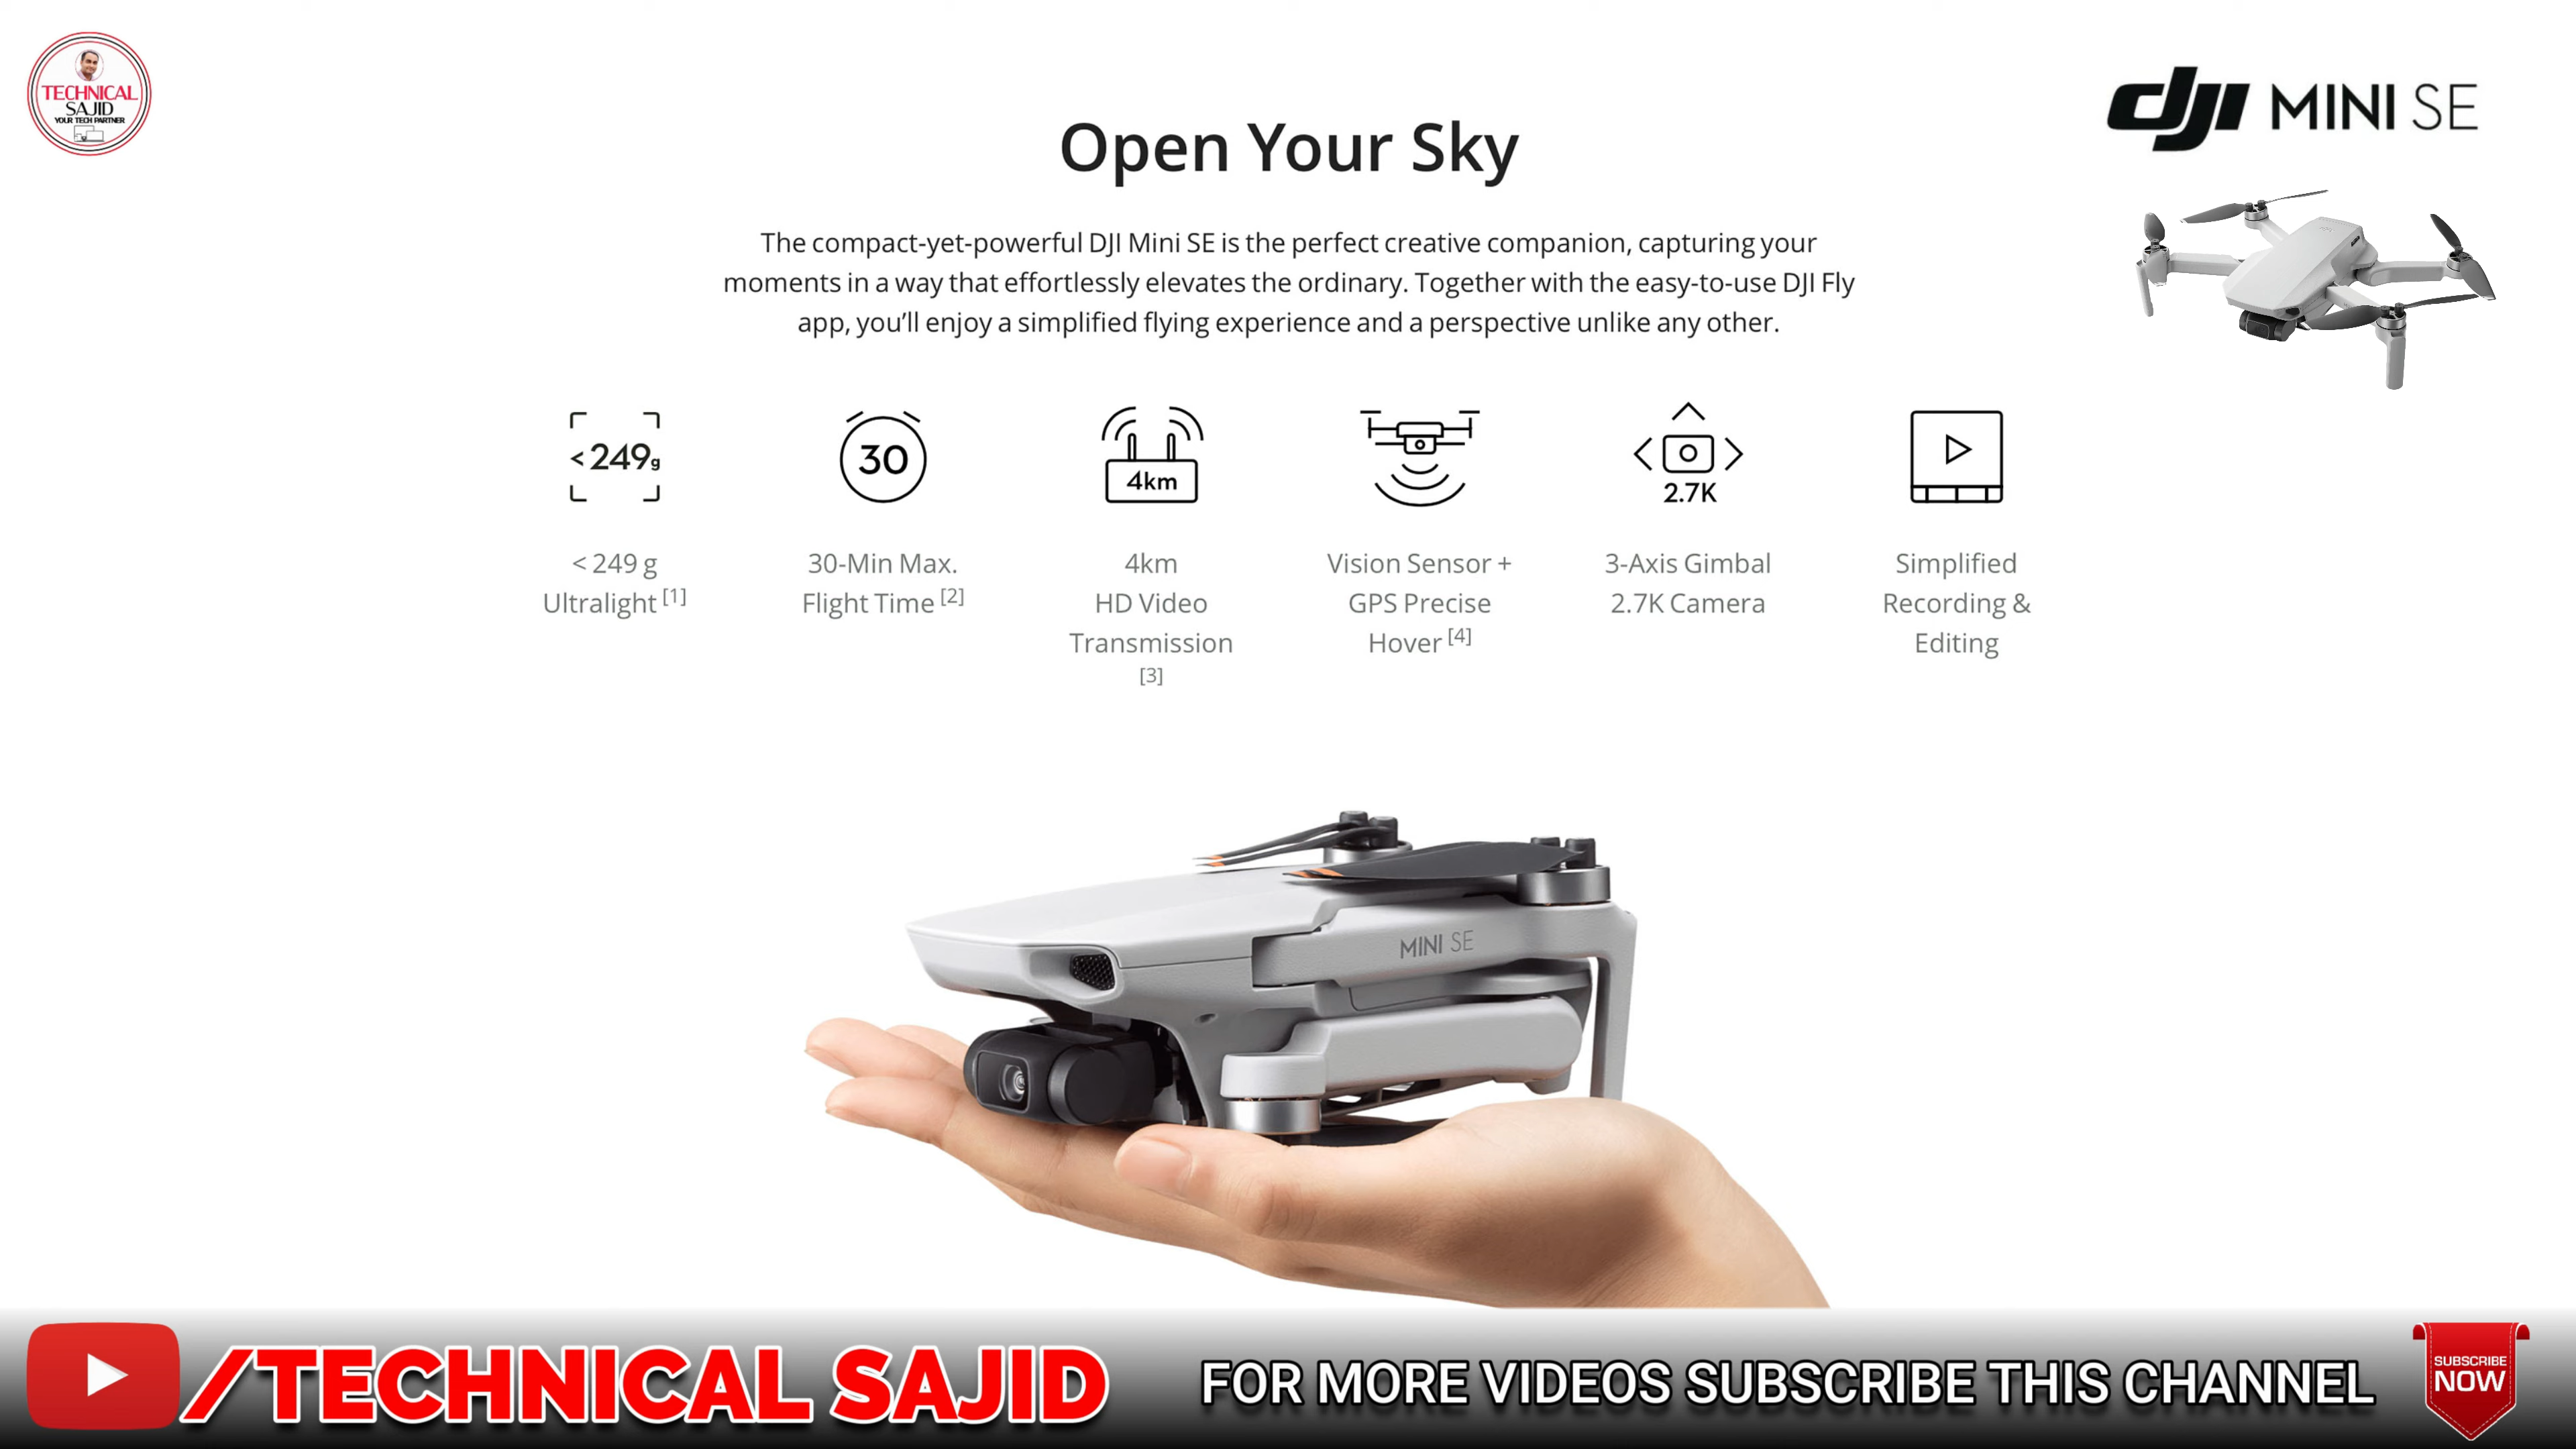 TECHNICAL
SAJID
YOUR TECH PARTNER
dji MINI SE
Open Your Sky
The compact-yet-powerful DJI Mini SE is the perfect creative companion, capturing your
moments in a way that effortlessly elevates the ordinary. Together with the easy-to-use DJI Fly
app, you’ll enjoy a simplified flying experience and a perspective unlike any other.
<249g
30
4km
2.7K
< 249 g
Ultralight [1]
30-Min Max.
Flight Time [2]
4km
HD Video
Transmission
[3]
Vision Sensor +
GPS Precise
Hover [4]
3-Axis Gimbal
2.7K Camera
Simplified
Recording &
Editing
MINI SE
/TECHNICAL SAJID
FOR MORE VIDEOS SUBSCRIBE THIS CHANNEL
SUBSCRIBE
NOW